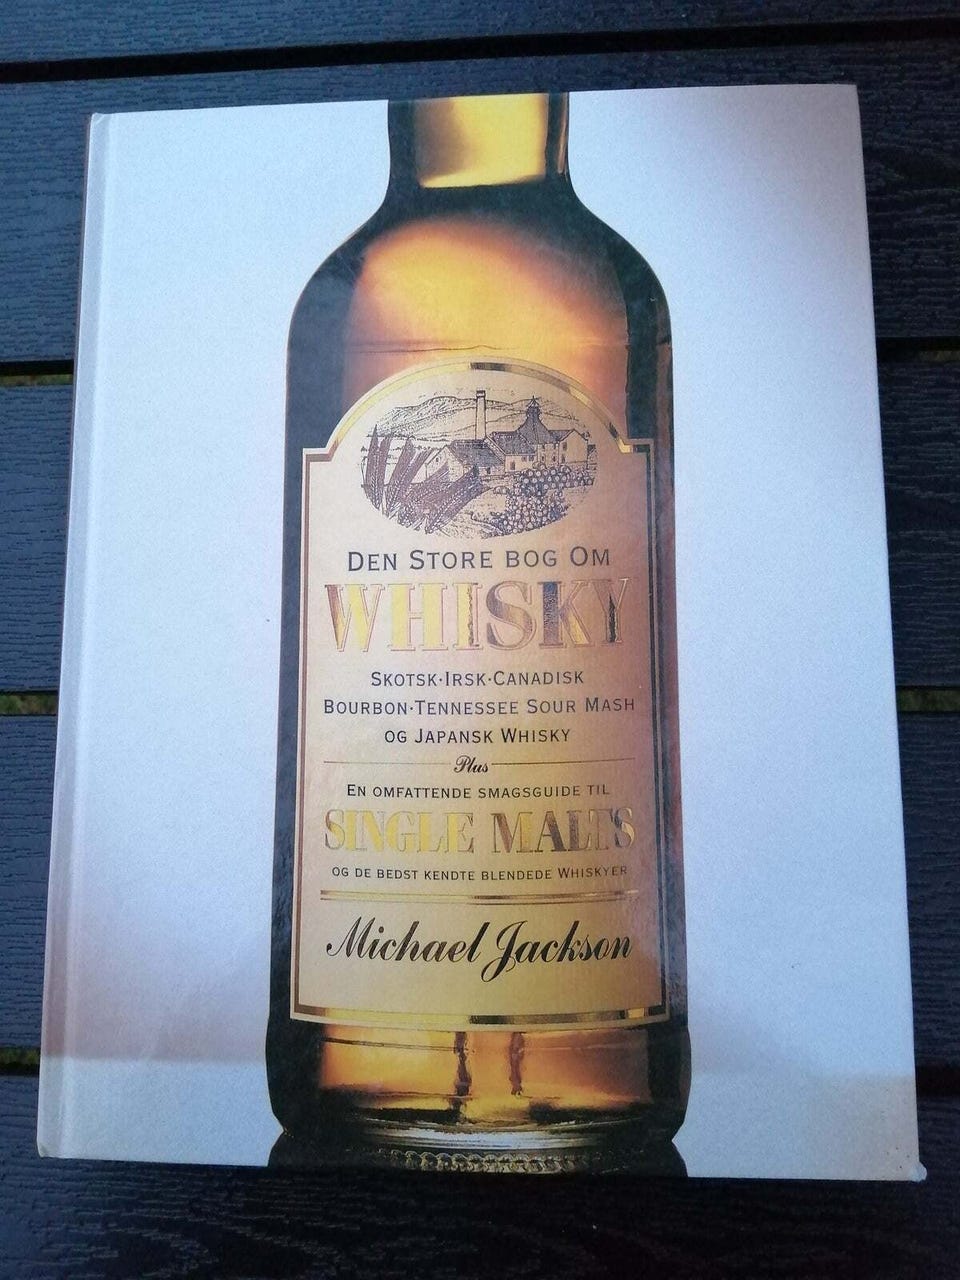 DEN STORE BOG OM
WHISKY
SKOTSK·IRSK·CANADISK
BOURBON·TENNESSEE SOUR MASH
OG JAPANSK WHISKY
Plus
EN OMFATTENDE SMAGSGUIDE TIL
SINGLE MALTS
OG DE BEDST KENDTE BLENDEDE WHISKYER
Michael Jackson